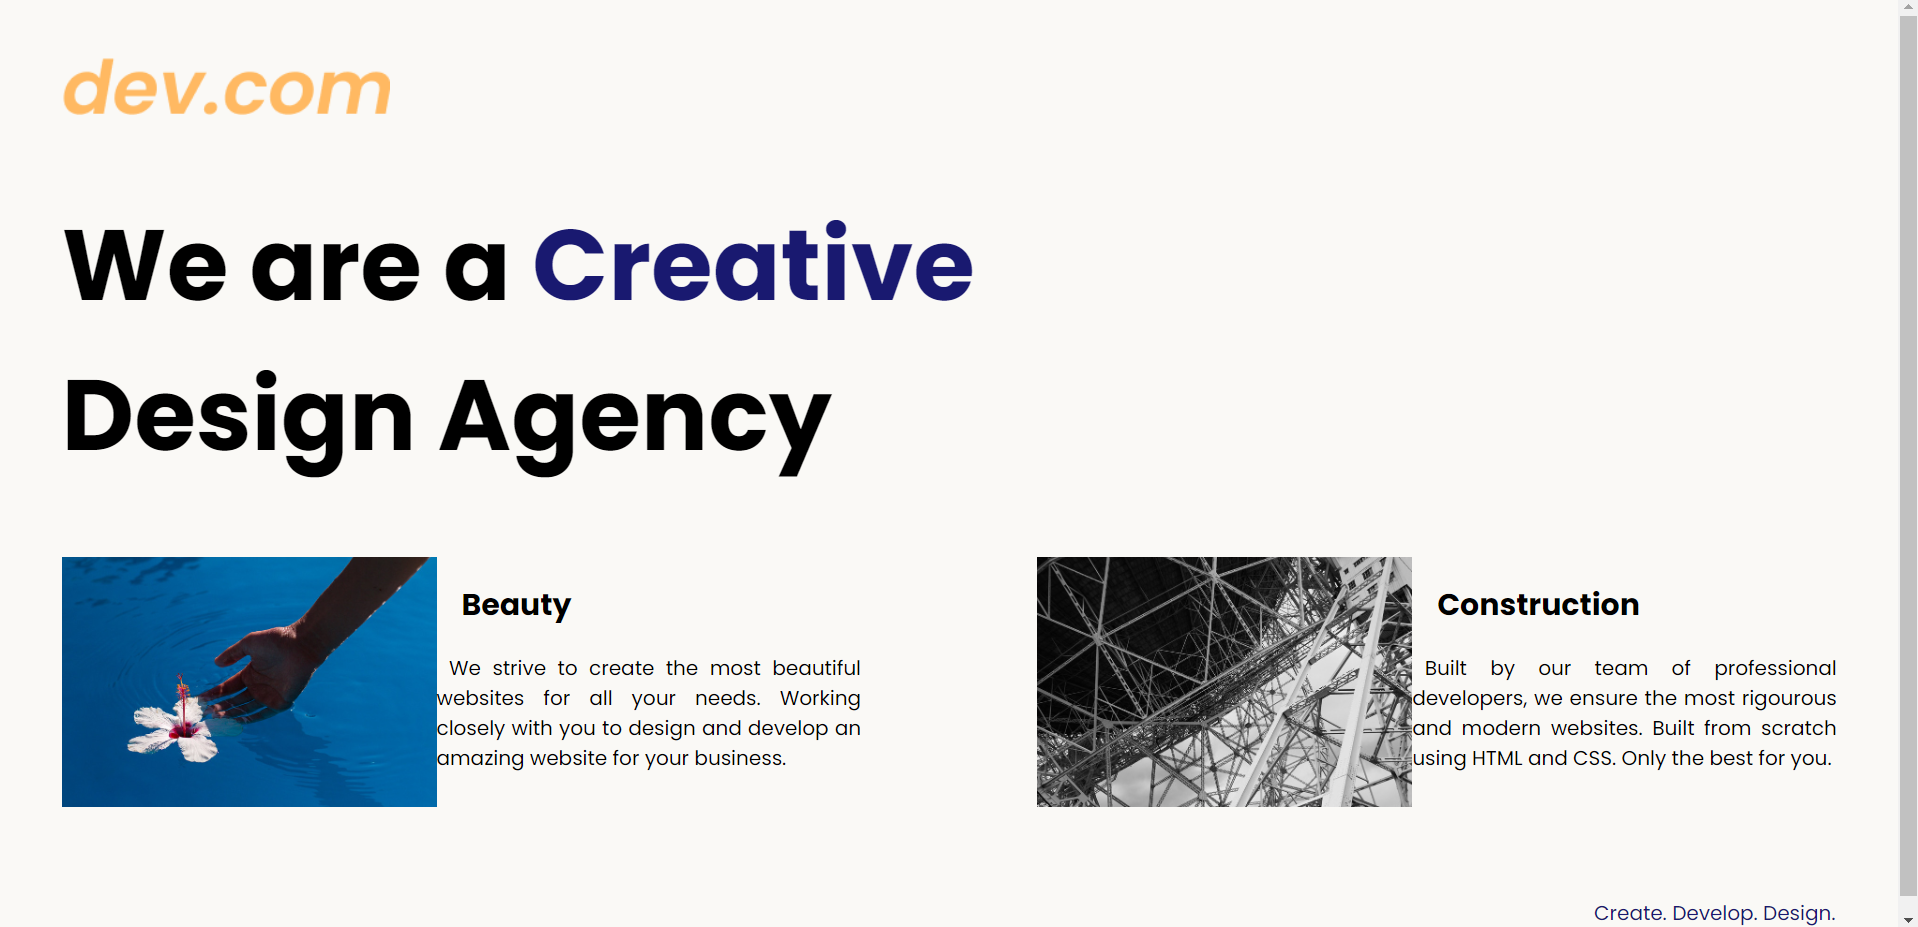 dev.com
We are a Creative
Design Agency
Beauty
We strive to create the most beautiful
websites for all your needs. Working
closely with you to design and develop an
amazing website for your business.
Construction
Built by our team of professional
developers, we ensure the most rigourous
and modern websites. Built from scratch
using HTML and CSS. Only the best for you.
Create. Develop. Design.